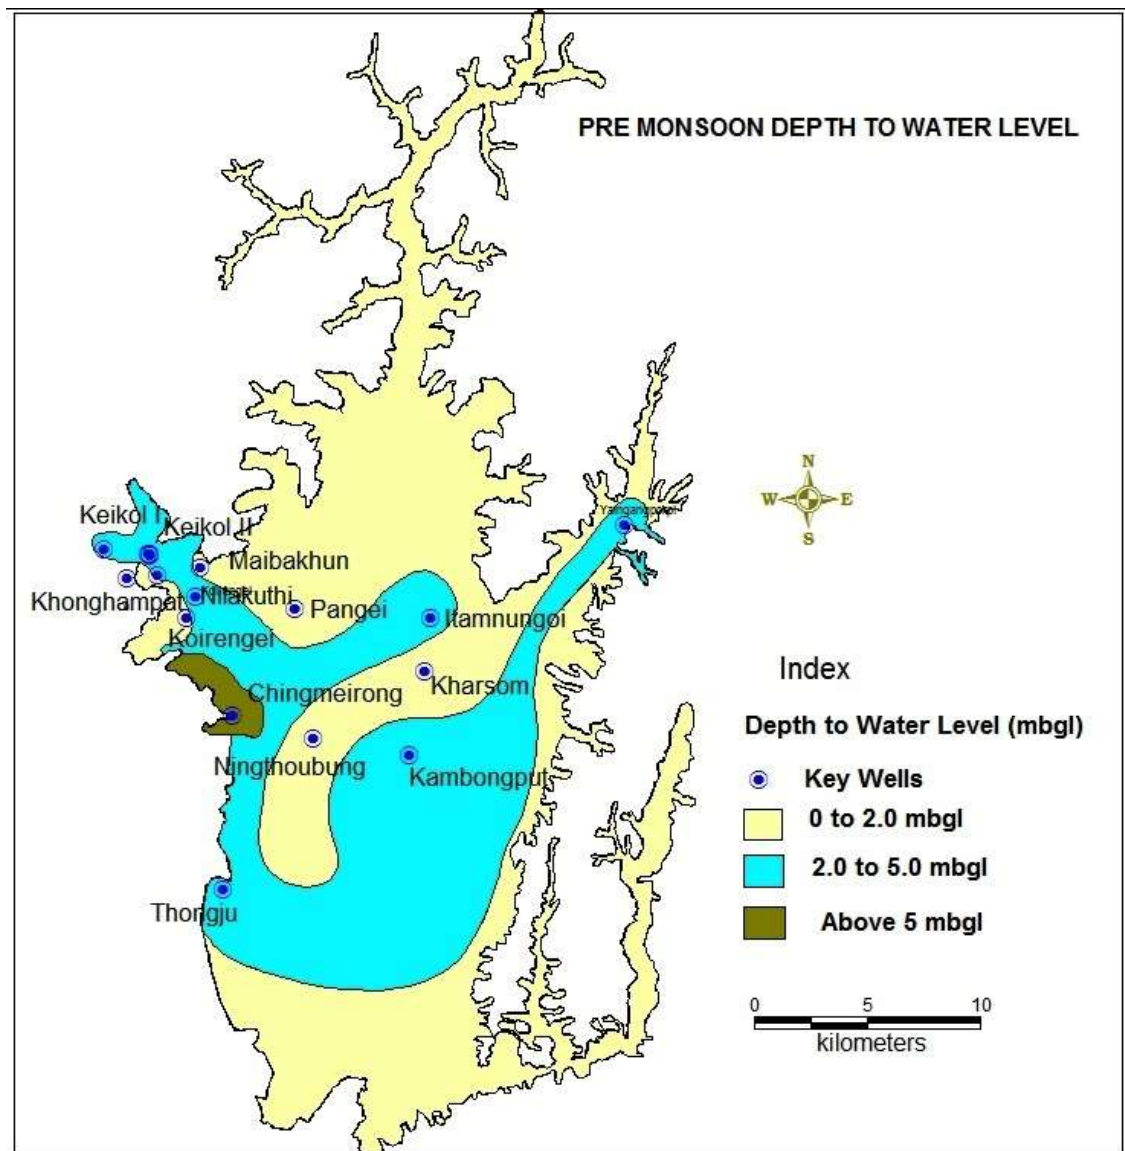 PRE MONSOON DEPTH TO WATER LEVEL
N
W E
S
Keikol I
Keikol II
Maibakhun
Khonghampat
Nilakuthi
Pangei
Itamnungoi
Koirengei
Kharsom
Chingmeirong
Ningthoubung
Kambongput
Thongju
Index
Depth to Water Level (mbgl)
Key Wells
0 to 2.0 mbgl
2.0 to 5.0 mbgl
Above 5 mbgl
0 5 10
kilometers